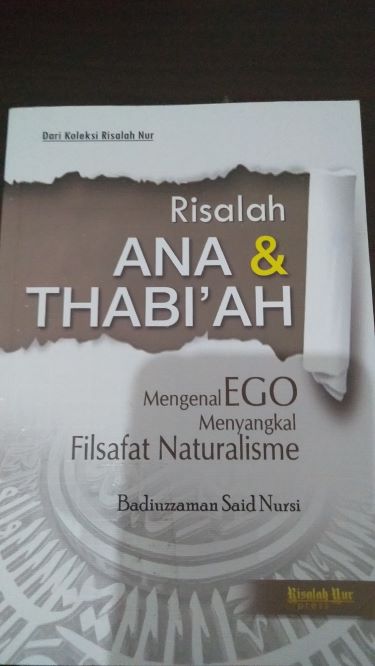 Dari Koleksi Risalah Nur
Risalah
ANA &
THABI'AH
Mengenal EGO
Menyangkal
Filsafat Naturalisme
Badiuzzaman Said Nursi
Risalah Nur
press